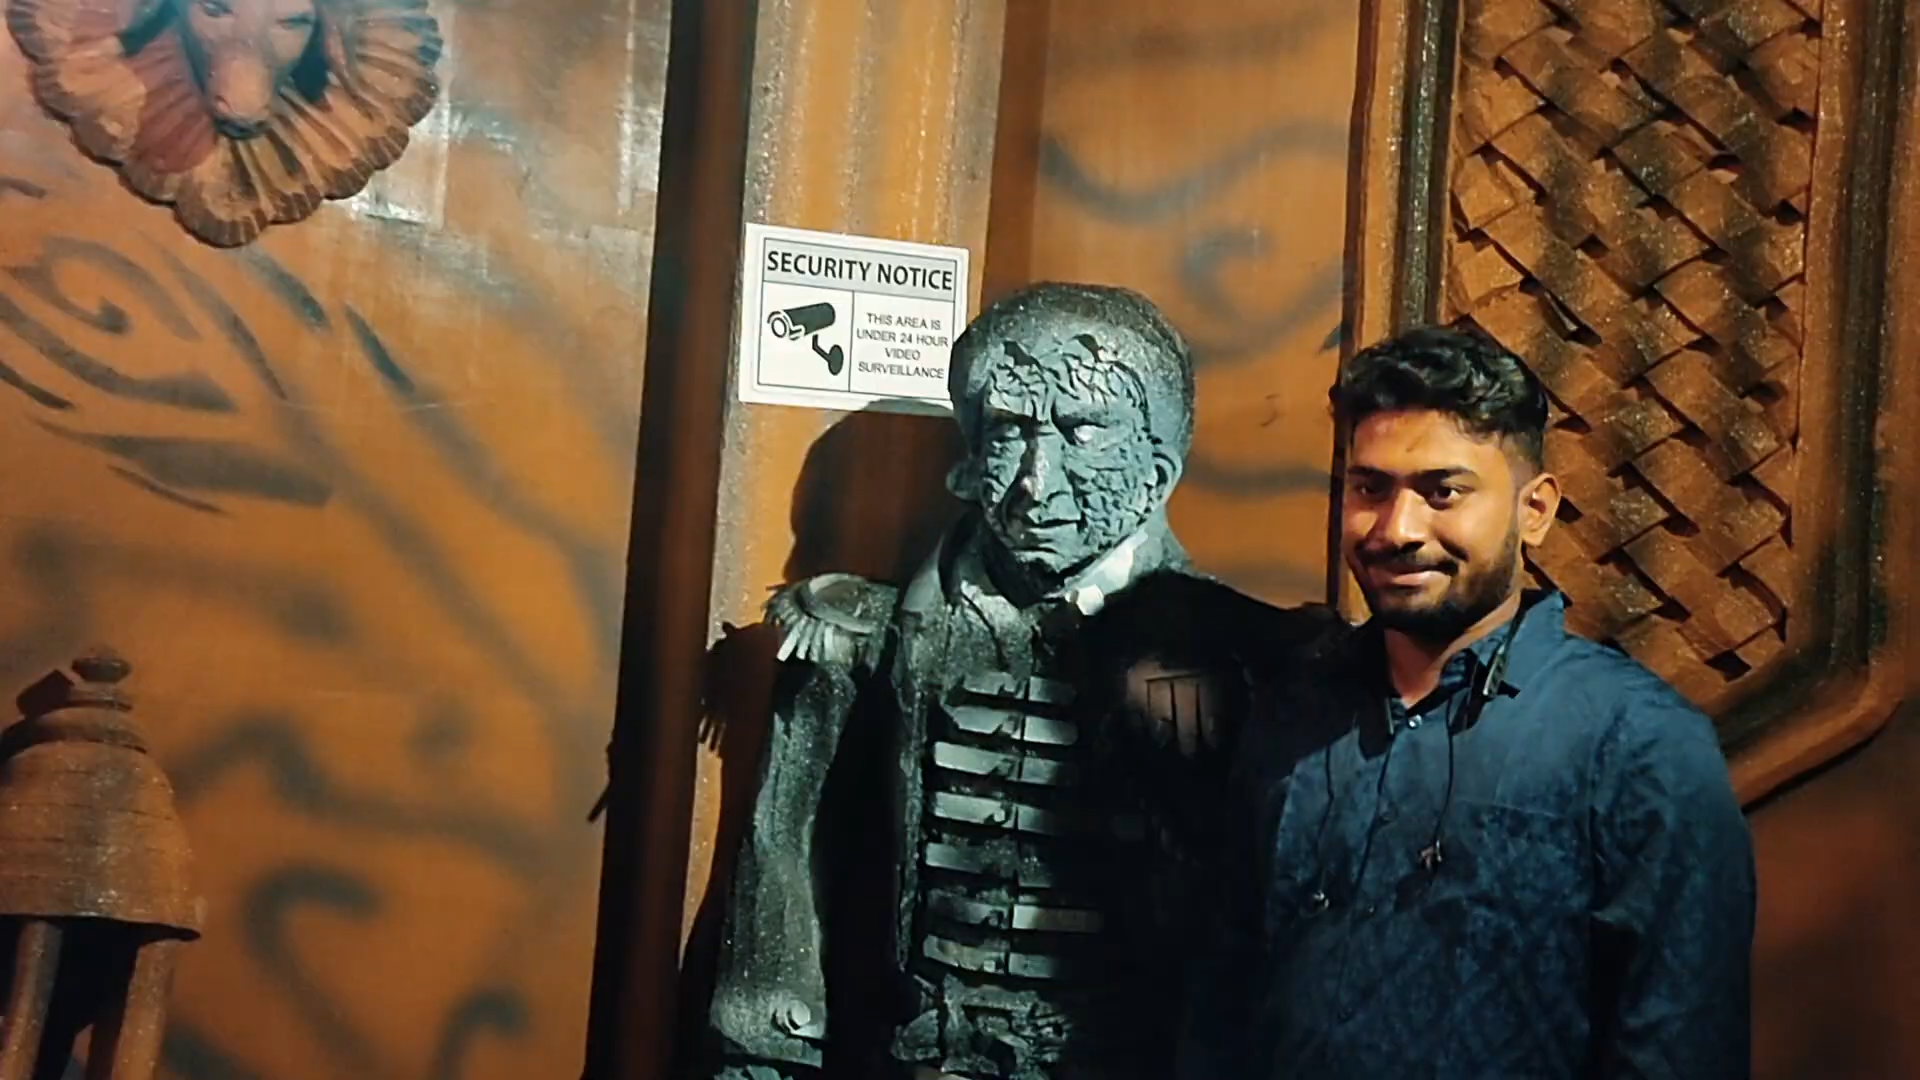 SECURITY NOTICE
THIS AREA IS
UNDER 24 HOUR
VIDEO
SURVEILLANCE